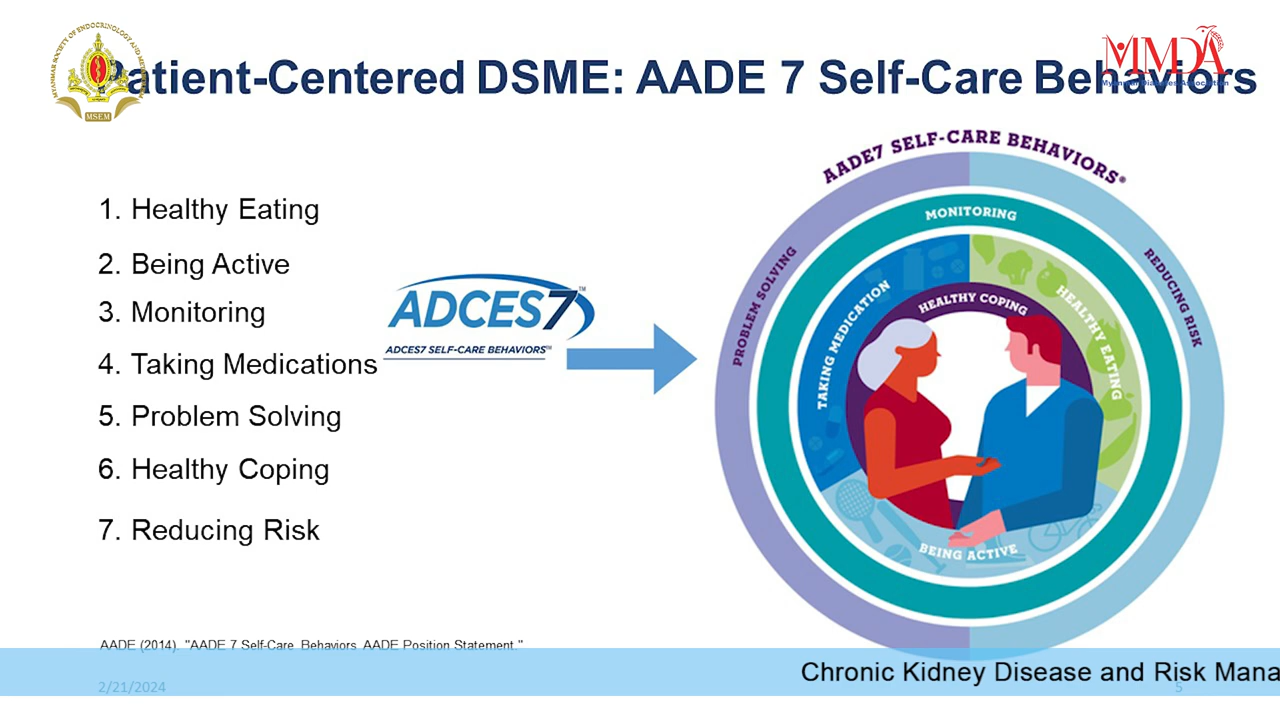 Patient-Centered DSME: AADE 7 Self-Care Behaviors
MMDA
MSEM
1. Healthy Eating
2. Being Active
3. Monitoring
4. Taking Medications
5. Problem Solving
6. Healthy Coping
7. Reducing Risk
ADCES7™
ADCES7 SELF-CARE BEHAVIORS™
AADE7 SELF-CARE BEHAVIORS®
PROBLEM SOLVING
REDUCING RISK
MONITORING
TAKING MEDICATION
HEALTHY COPING
HEALTHY EATING
BEING ACTIVE
AADE (2014). "AADE 7 Self-Care Behaviors AADE Position Statement."
Chronic Kidney Disease and Risk Mana
2/21/2024
5